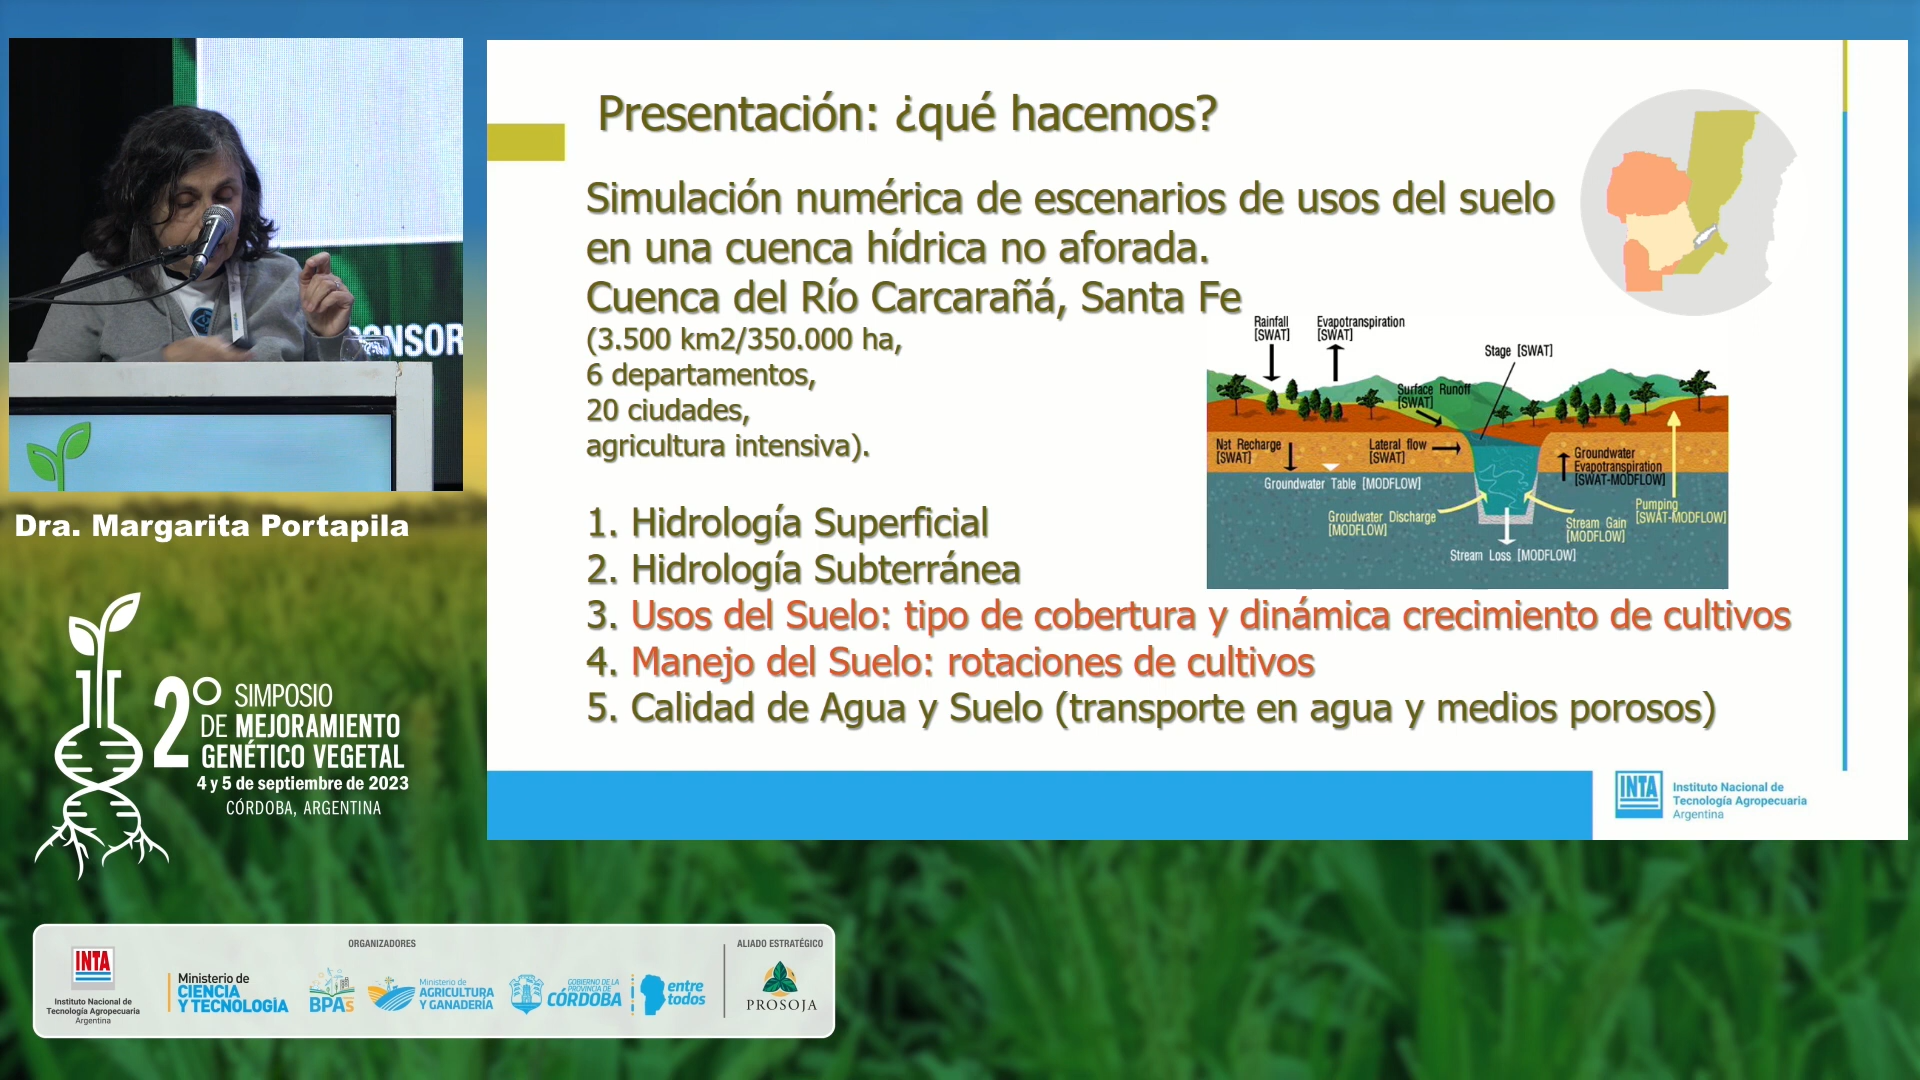 ONSOR
Dra. Margarita Portapila
2° SIMPOSIO
DE MEJORAMIENTO
GENÉTICO VEGETAL
4 y 5 de septiembre de 2023
CÓRDOBA, ARGENTINA
Presentación: ¿qué hacemos?
Simulación numérica de escenarios de usos del suelo
en una cuenca hídrica no aforada.
Cuenca del Río Carcarañá, Santa Fe
(3.500 km2/350.000 ha,
6 departamentos,
20 ciudades,
agricultura intensiva).
Rainfall
[SWAT]
Evapotranspiration
[SWAT]
Stage [SWAT]
Surface Runoff
[SWAT]
Nat Recharge
[SWAT]
Lateral flow
[SWAT]
Groundwater
Evapotranspiration
[SWAT-MODFLOW]
Groundwater Table [MODFLOW]
Groudwater Discharge
[MODFLOW]
Stream Gain
[MODFLOW]
Pumping
[SWAT-MODFLOW]
Stream Loss [MODFLOW]
1. Hidrología Superficial
2. Hidrología Subterránea
3. Usos del Suelo: tipo de cobertura y dinámica crecimiento de cultivos
4. Manejo del Suelo: rotaciones de cultivos
5. Calidad de Agua y Suelo (transporte en agua y medios porosos)
INTA
Instituto Nacional de
Tecnología Agropecuaria
Argentina
ORGANIZADORES
INTA
Instituto Nacional de
Tecnología Agropecuaria
Argentina
Ministerio de
CIENCIA
Y TECNOLOGÍA
BPAs
Ministerio de
AGRICULTURA
Y GANADERÍA
GOBIERNO DE LA
PROVINCIA DE
CÓRDOBA
entre
todos
ALIADO ESTRATÉGICO
PROSOJA